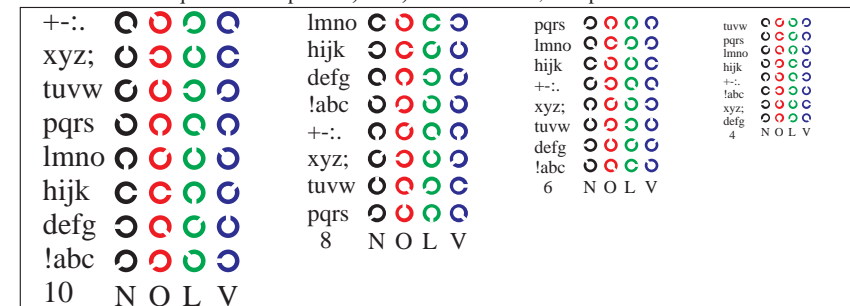 +-:.
xyz;
tuvw
pqrs
lmno
hijk
defg
!abc
10 N O L V
lmno
hijk
defg
!abc
+-:.
xyz;
tuvw
pqrs
8 N O L V
pqrs
lmno
hijk
+-:.
xyz;
tuvw
defg
!abc
6 N O L V
tuvw
pqrs
lmno
hijk
+-:.
!abc
xyz;
defg
4 N O L V